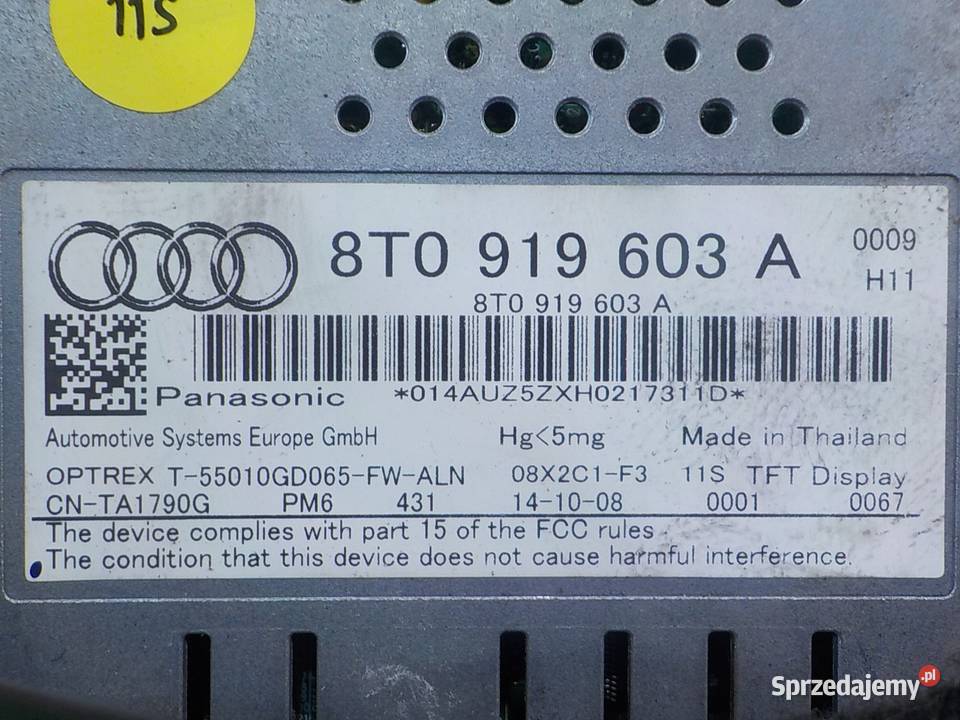 11S
8T0 919 603 A
0009
H11
8T0 919 603 A
Panasonic
*014AUZ5ZXH0217311D*
Automotive Systems Europe GmbH Hg<5mg Made in Thailand
OPTREX T-55010GD065-FW-ALN 08X2C1-F3 11S TFT Display
CN-TA1790G PM6 431 14-10-08 0001 0067
The device complies with part 15 of the FCC rules
The condition that this device does not cause harmful interference.
Sprzedajemy.pl